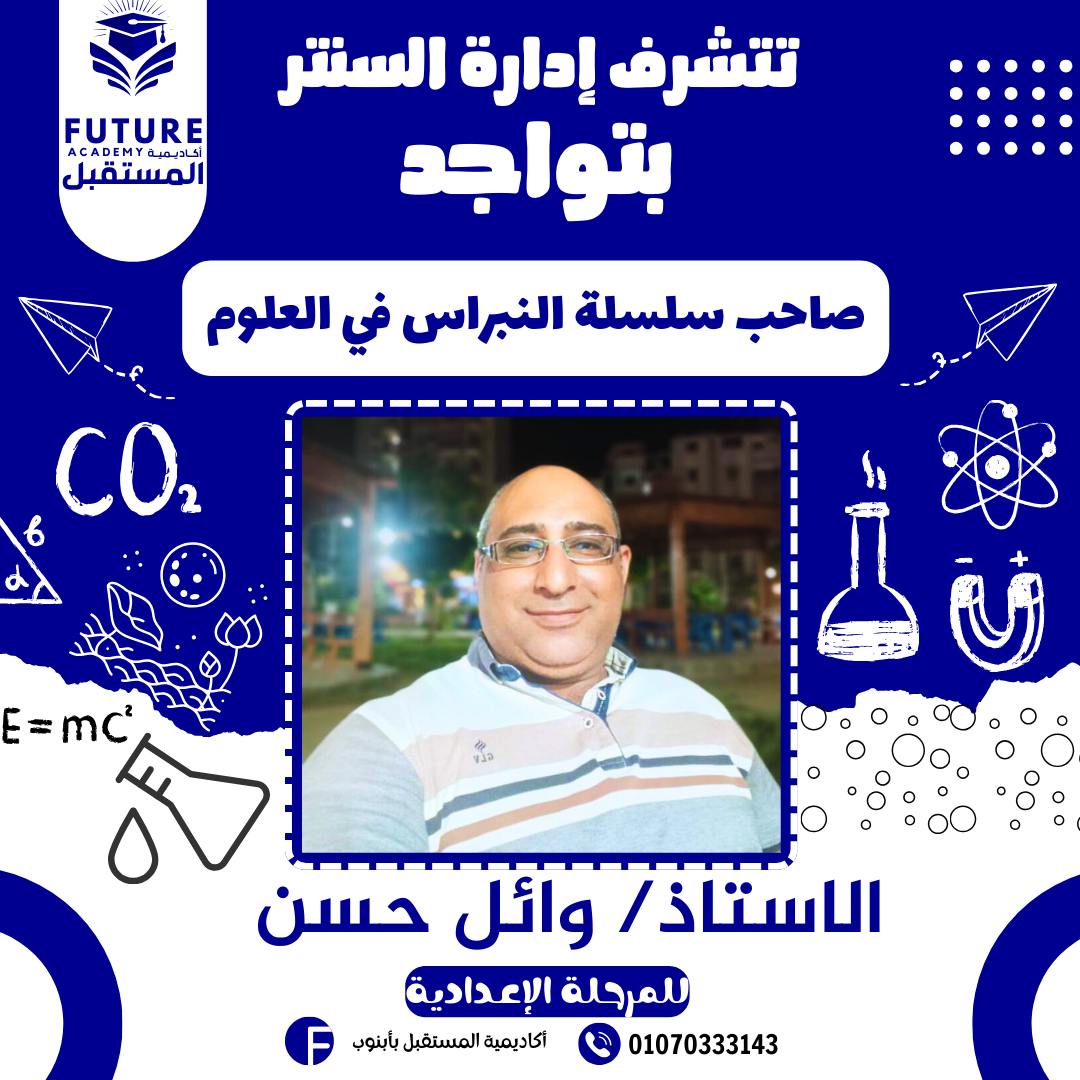 FUTURE
ACADEMY أكاديمية
المستقبل
تتشرف إدارة السنتر
بتواجد
صاحب سلسلة النبراس في العلوم
CO₂
b
a
E=mc²
- +
GLV
الاستاذ/ وائل حسن
للمرحلة الإعدادية
F أكاديمية المستقبل بأبنوب
01070333143